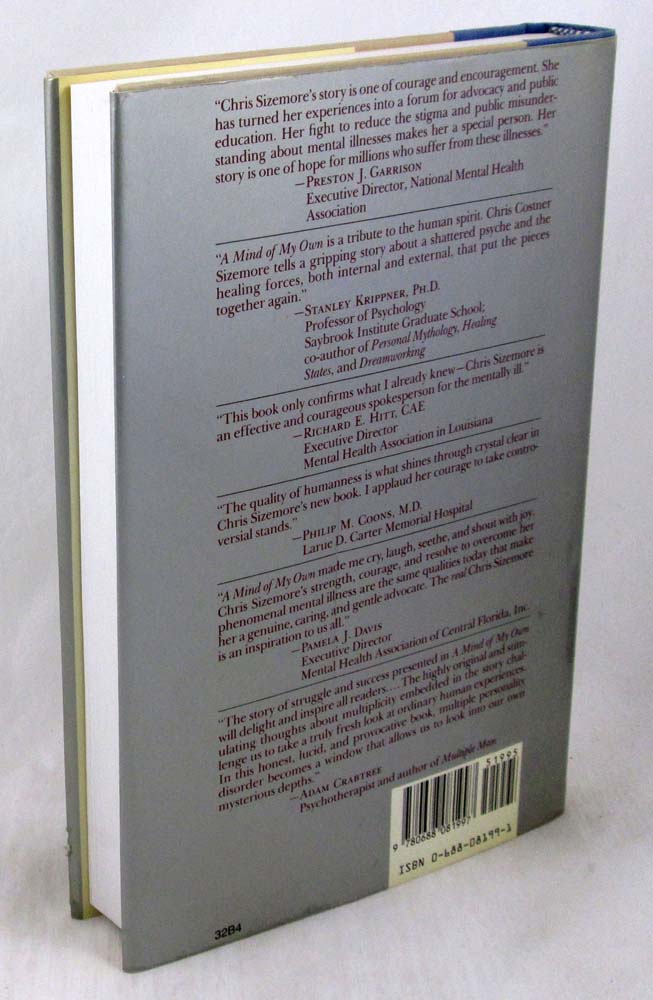 "Chris Sizemore's story is one of courage and encouragement. She
has turned her experiences into a forum for advocacy and public
education. Her fight to reduce the stigma and public misunder-
standing about mental illnesses makes her a special person. Her
story is one of hope for millions who suffer from these illnesses."
—PRESTON J. GARRISON
Executive Director, National Mental Health
Association
"A Mind of My Own is a tribute to the human spirit. Chris Costner
Sizemore tells a gripping story about a shattered psyche and the
healing forces, both internal and external, that put the pieces
together again."
—STANLEY KRIPPNER, PH.D.
Professor of Psychology
Saybrook Institute Graduate School;
co-author of Personal Mythology, Healing
States, and Dreamworking
"This book only confirms what I already knew—Chris Sizemore is
an effective and courageous spokesperson for the mentally ill."
—RICHARD E. HITT, CAE
Executive Director
Mental Health Association in Louisiana
"The quality of humanness is what shines through crystal clear in
Chris Sizemore's new book. I applaud her courage to take contro-
versial stands."
—PHILIP M. COONS, M.D.
Larue D. Carter Memorial Hospital
"A Mind of My Own made me cry, laugh, seethe, and shout with joy.
Chris Sizemore's strength, courage, and resolve to overcome her
phenomenal mental illness are the same qualities today that make
her a genuine, caring, and gentle advocate. The real Chris Sizemore
is an inspiration to us all."
—PAMELA J. DAVIS
Executive Director
Mental Health Association of Central Florida, Inc.
"The story of struggle and success presented in A Mind of My Own
will delight and inspire all readers.... The highly original and stim-
ulating thoughts about multiplicity embedded in the story chal-
lenge us to take a truly fresh look at ordinary human experiences.
In this honest, lucid, and provocative book, multiple personality
disorder becomes a window that allows us to look into our own
mysterious depths."
—ADAM CRABTREE
Psychotherapist and author of Multiple Man
51995
9 780688 081997
ISBN 0-688-08199-1
32B4